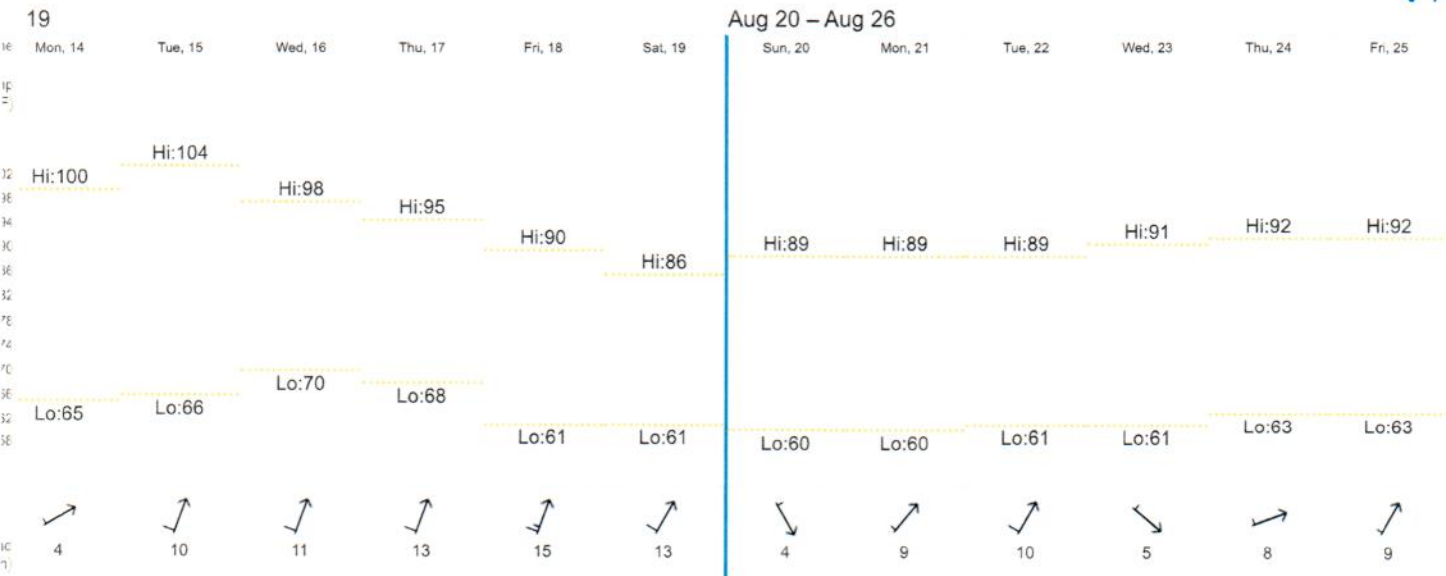 19
Aug 20 – Aug 26
Mon, 14 Tue, 15 Wed, 16 Thu, 17 Fri, 18 Sat, 19 Sun, 20 Mon, 21 Tue, 22 Wed, 23 Thu, 24 Fri, 25
Hi:100 Hi:104 Hi:98 Hi:95 Hi:90 Hi:86 Hi:89 Hi:89 Hi:89 Hi:91 Hi:92 Hi:92
Lo:65 Lo:66 Lo:70 Lo:68 Lo:61 Lo:61 Lo:60 Lo:60 Lo:61 Lo:61 Lo:63 Lo:63
4 10 11 13 15 13 4 9 10 5 8 9